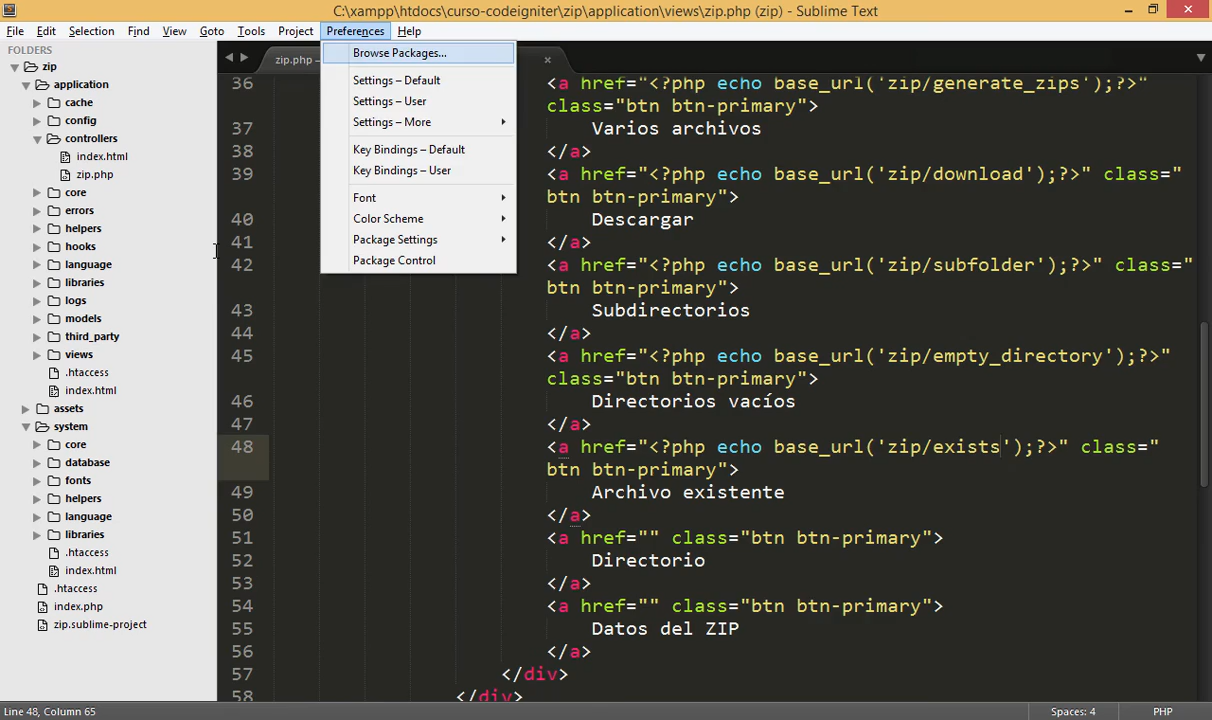 C:\xampp\htdocs\curso-codeigniter\zip\application\views\zip.php (zip) - Sublime Text
File Edit Selection Find View Goto Tools Project Preferences Help
FOLDERS
zip
application
cache
config
controllers
index.html
zip.php
core
errors
helpers
hooks
language
libraries
logs
models
third_party
views
.htaccess
index.html
assets
system
core
database
fonts
helpers
language
libraries
.htaccess
index.html
.htaccess
index.php
zip.sublime-project
zip.php —
Browse Packages...
Settings – Default
Settings – User
Settings – More
Key Bindings – Default
Key Bindings – User
Font
Color Scheme
Package Settings
Package Control
36 <a href="<?php echo base_url('zip/generate_zips');?>"
class="btn btn-primary">
37 Varios archivos
38 </a>
39 <a href="<?php echo base_url('zip/download');?>" class="
btn btn-primary">
40 Descargar
41 </a>
42 <a href="<?php echo base_url('zip/subfolder');?>" class="
btn btn-primary">
43 Subdirectorios
44 </a>
45 <a href="<?php echo base_url('zip/empty_directory');?>"
class="btn btn-primary">
46 Directorios vacíos
47 </a>
48 <a href="<?php echo base_url('zip/exists');?>" class="
btn btn-primary">
49 Archivo existente
50 </a>
51 <a href="" class="btn btn-primary">
52 Directorio
53 </a>
54 <a href="" class="btn btn-primary">
55 Datos del ZIP
56 </a>
57 </div>
58 </div>
Line 48, Column 65
Spaces: 4
PHP